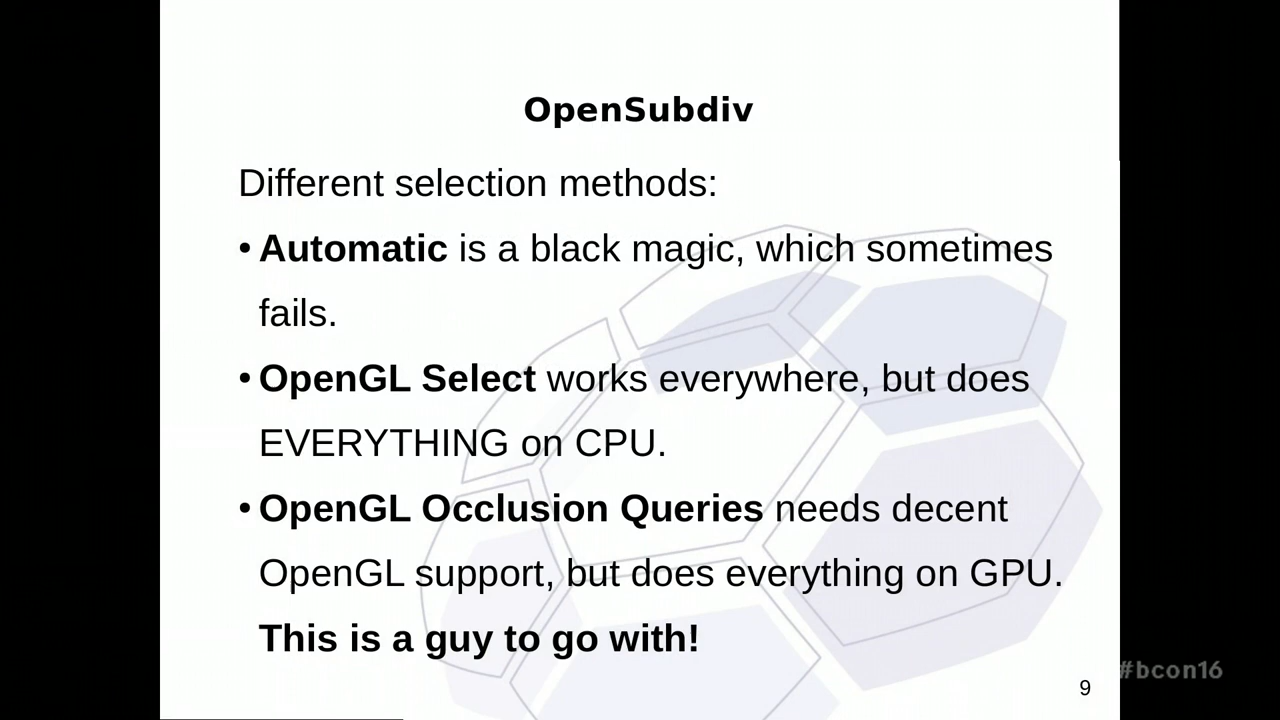 OpenSubdiv
Different selection methods:
• Automatic is a black magic, which sometimes
fails.
• OpenGL Select works everywhere, but does
EVERYTHING on CPU.
• OpenGL Occlusion Queries needs decent
OpenGL support, but does everything on GPU.
This is a guy to go with!
9
#bcon16